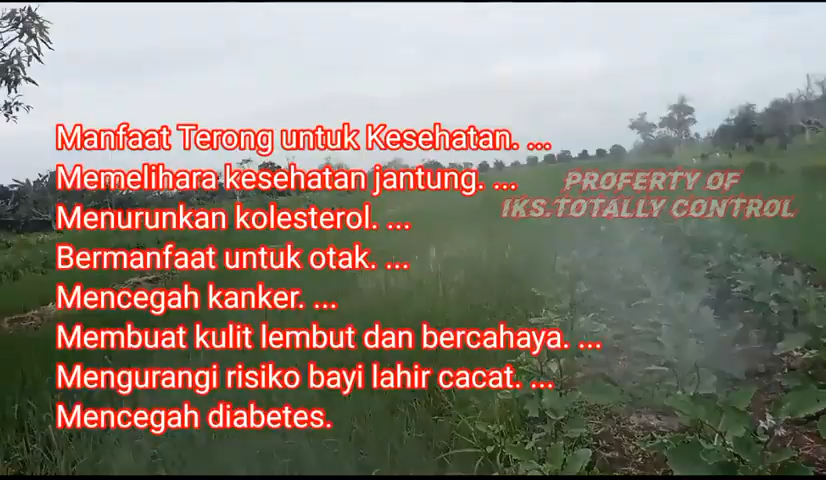 Manfaat Terong untuk Kesehatan. ...
Memelihara kesehatan jantung. ...
PROFERTY OF
IKS.TOTALLY CONTROL
Menurunkan kolesterol. ...
Bermanfaat untuk otak. ...
Mencegah kanker. ...
Membuat kulit lembut dan bercahaya. ...
Mengurangi risiko bayi lahir cacat. ...
Mencegah diabetes.